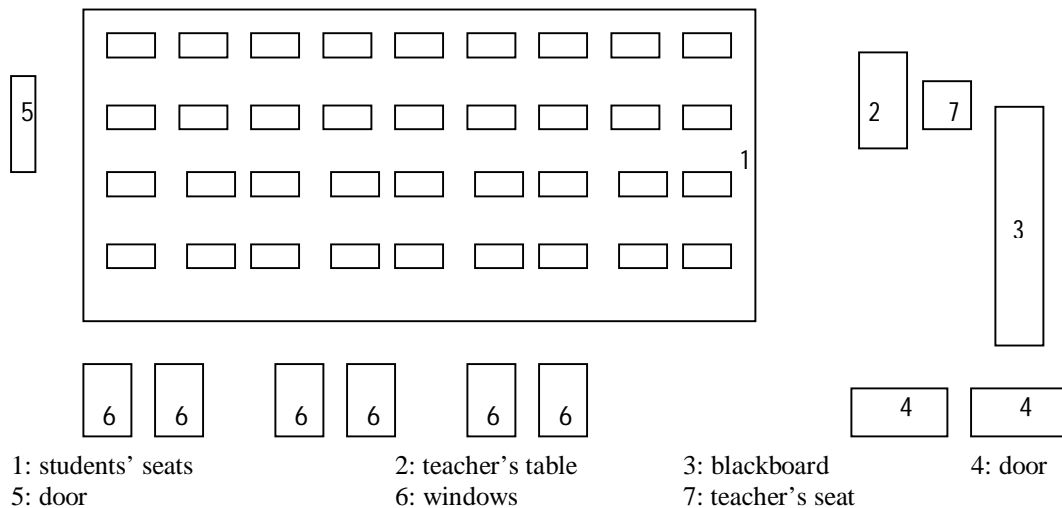 5
2
7
1
3
6 6 6 6 6 6
4 4
1: students’ seats 2: teacher’s table 3: blackboard 4: door
5: door 6: windows 7: teacher’s seat